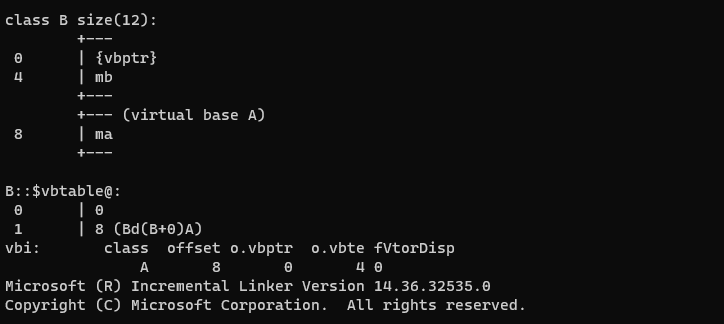 class B size(12):
        +---
 0      | {vbptr}
 4      | mb
        +---
        +--- (virtual base A)
 8      | ma
        +---

B::$vbtable@:
 0      | 0
 1      | 8 (Bd(B+0)A)
vbi:       class  offset o.vbptr  o.vbte fVtorDisp
               A       8       0       4 0
Microsoft (R) Incremental Linker Version 14.36.32535.0
Copyright (C) Microsoft Corporation.  All rights reserved.